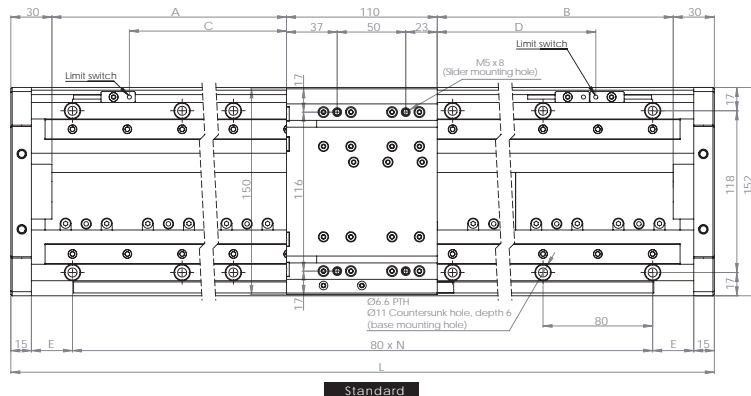 30 A 110 B 30
C 37 50 23 D
Limit switch
M5 x 8
(Slider mounting hole)
Limit switch
17 17
150 116 118 152
17 17
Ø6.6 PTH
Ø11 Countersunk hole, depth 6
(base mounting hole)
80
15 E 80 x N E 15
L
Standard